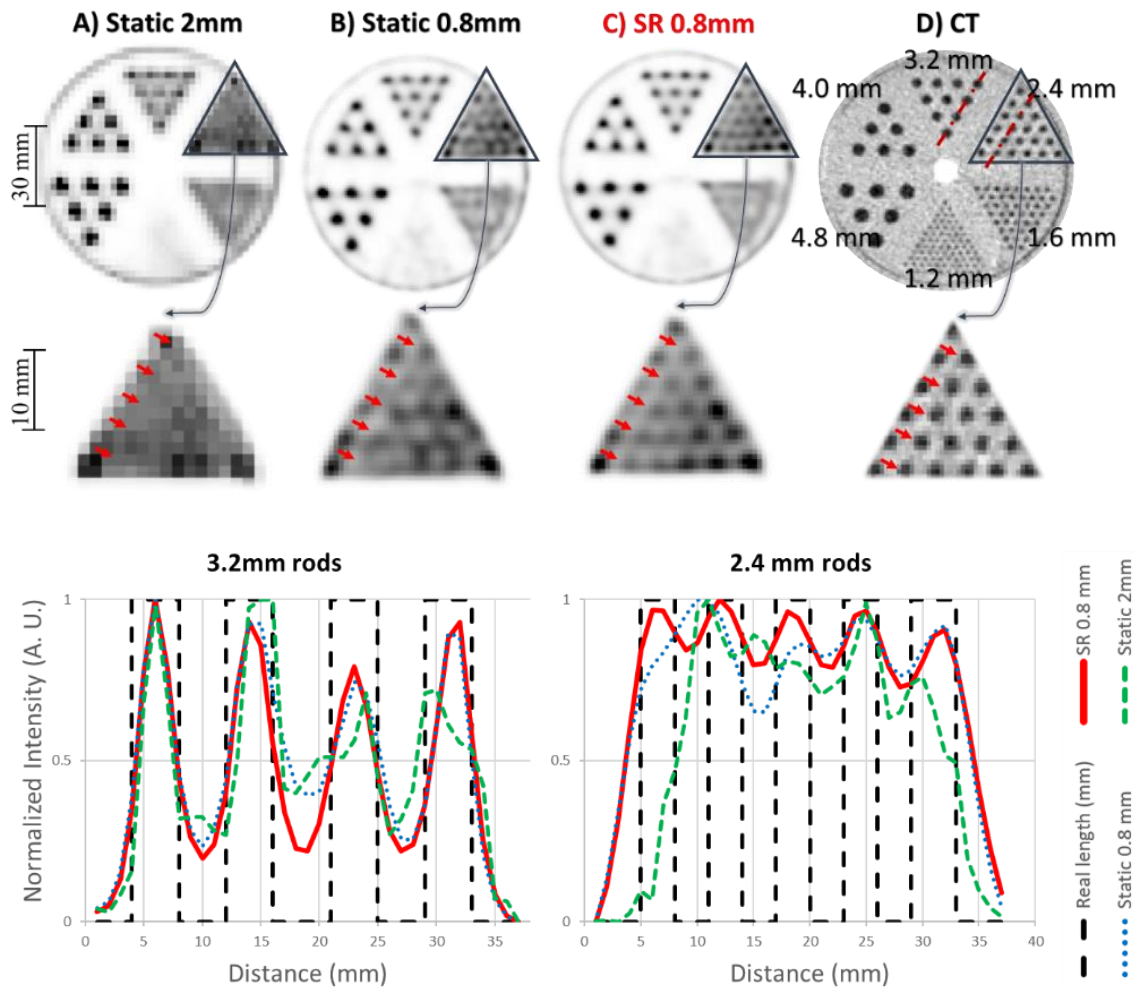 A) Static 2mm
B) Static 0.8mm
C) SR 0.8mm
D) CT
3.2 mm
4.0 mm
2.4 mm
30 mm
4.8 mm
1.6 mm
1.2 mm
10 mm
3.2mm rods
2.4 mm rods
Normalized Intensity (A. U.)
1
0.5
0
0
5
10
15
20
25
30
35
Distance (mm)
1
0.5
0
0
5
10
15
20
25
30
35
40
Distance (mm)
SR 0.8 mm
Static 2mm
Real length (mm)
Static 0.8 mm